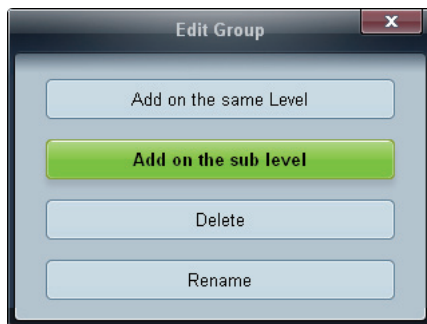 Edit Group
x
Add on the same Level
Add on the sub level
Delete
Rename